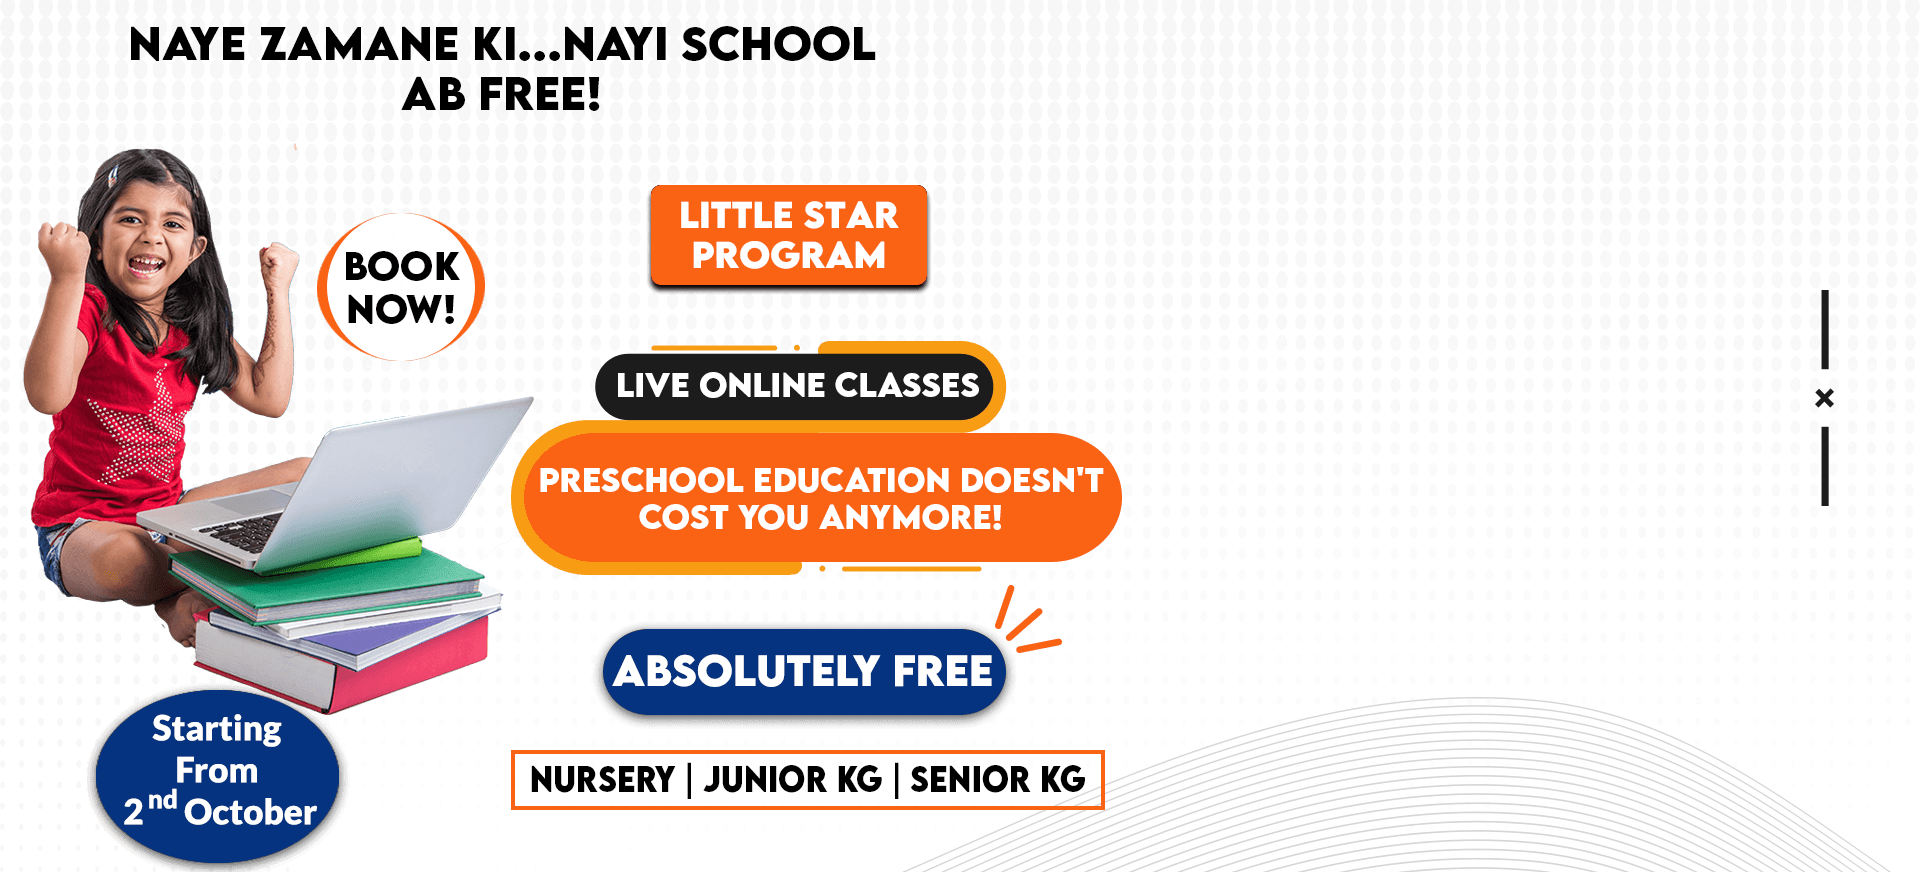 NAYE ZAMANE KI...NAYI SCHOOL
AB FREE!
BOOK
NOW!
LITTLE STAR
PROGRAM
LIVE ONLINE CLASSES
PRESCHOOL EDUCATION DOESN'T
COST YOU ANYMORE!
ABSOLUTELY FREE
Starting
From
2nd October
NURSERY | JUNIOR KG | SENIOR KG